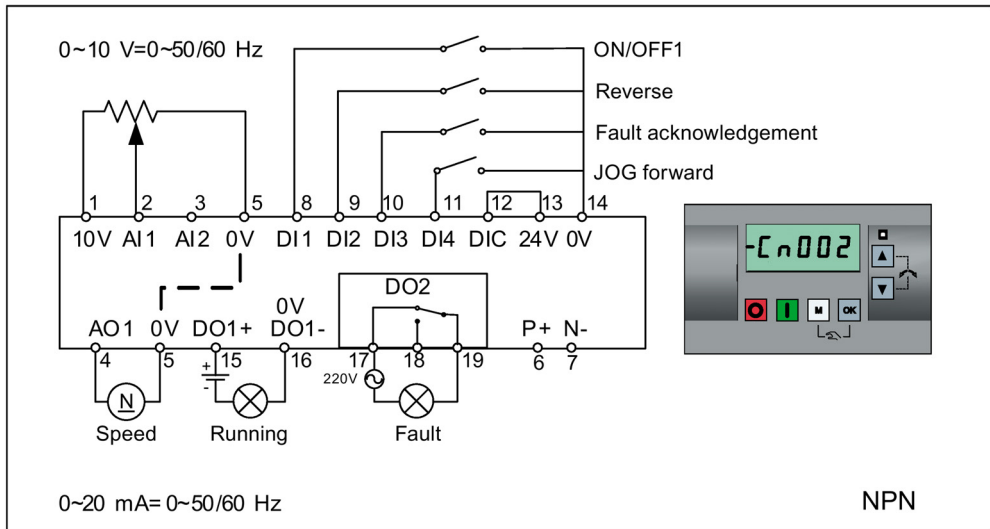 0~10 V=0~50/60 Hz
ON/OFF1
Reverse
Fault acknowledgement
JOG forward
1 2 3 5 8 9 10 11 12 13 14
10V AI1 AI2 0V DI1 DI2 DI3 DI4 DIC 24V 0V
-Cn002
M OK
DO2
0V
AO1 0V DO1+ DO1- P+ N-
4 5 15 16 17 18 19 6 7
+
-
220V
N
Speed Running Fault
0~20 mA= 0~50/60 Hz
NPN